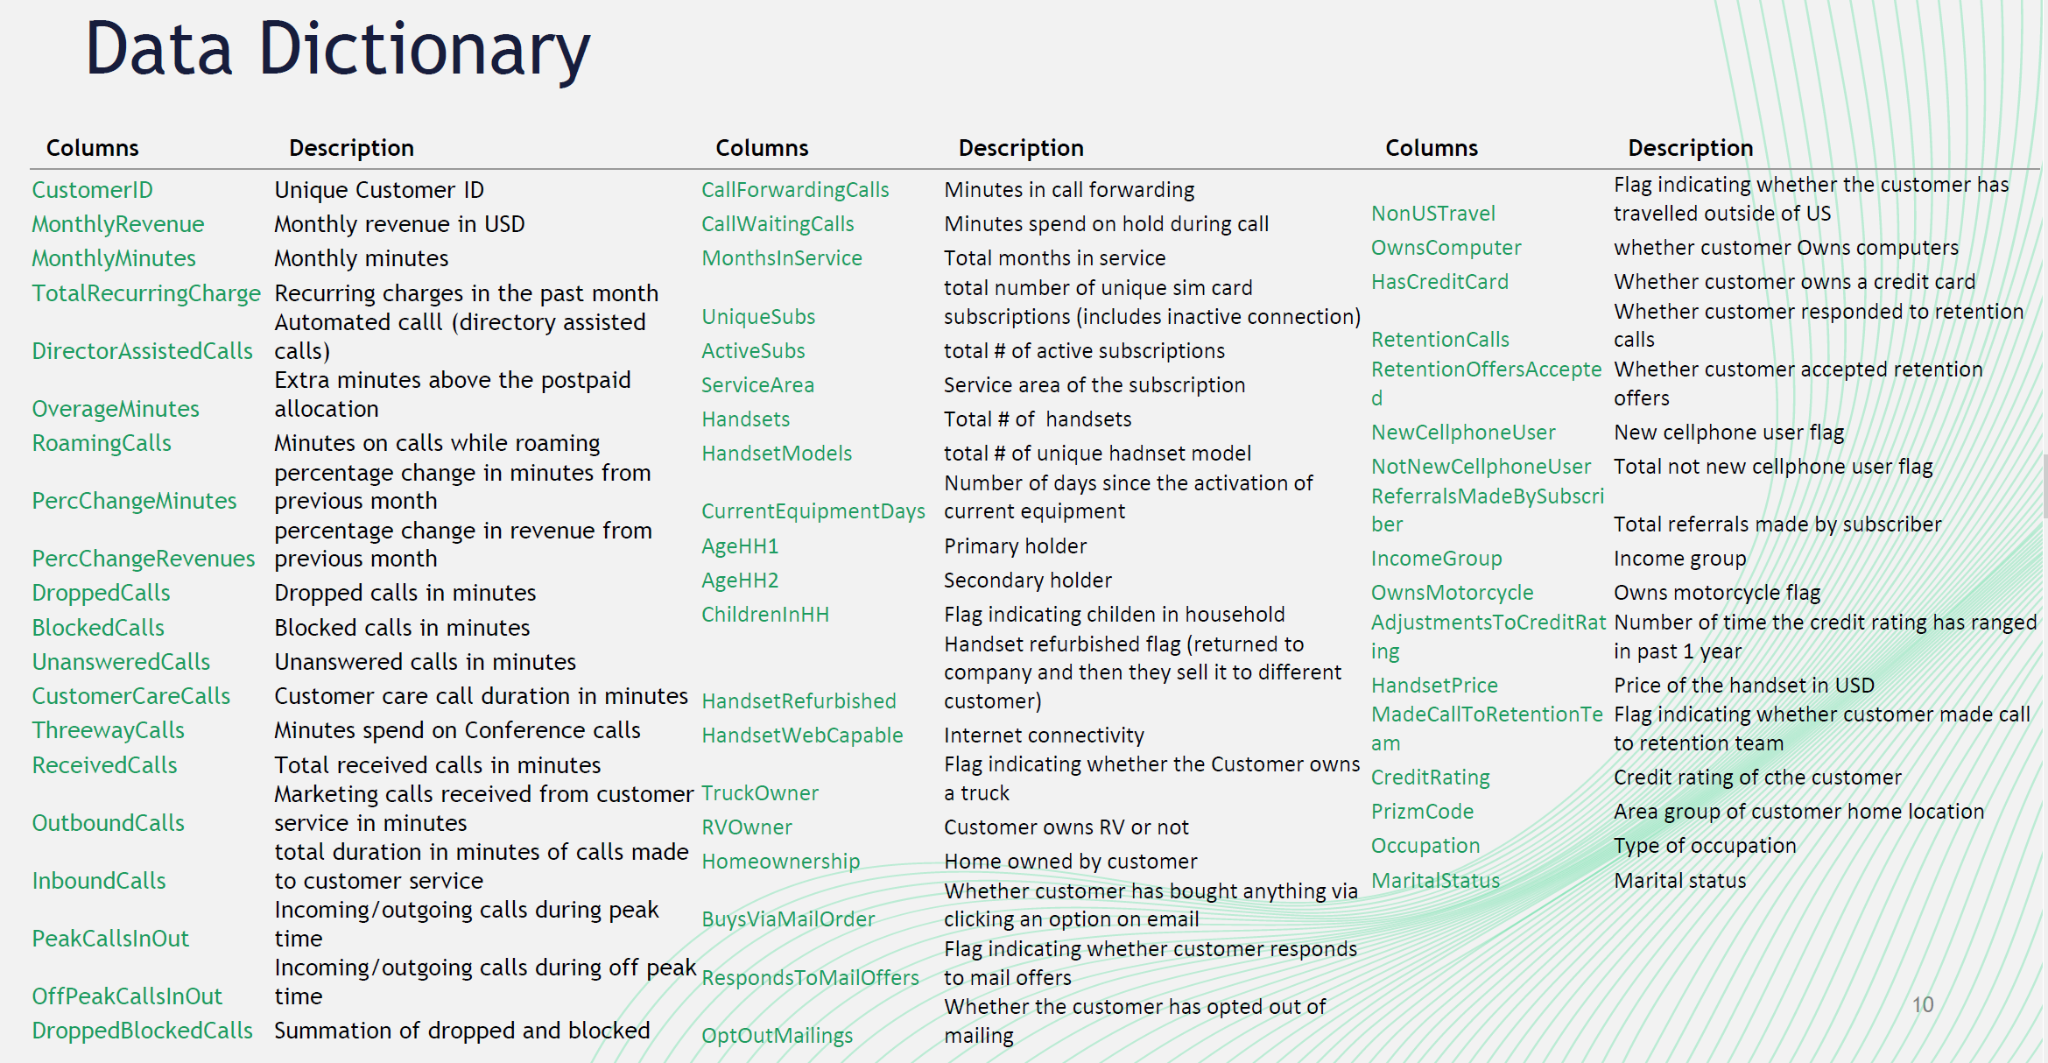 Data Dictionary
Columns Description
CustomerID Unique Customer ID
MonthlyRevenue Monthly revenue in USD
MonthlyMinutes Monthly minutes
TotalRecurringCharge Recurring charges in the past month
Automated calll (directory assisted
DirectorAssistedCalls calls)
Extra minutes above the postpaid
OverageMinutes allocation
RoamingCalls Minutes on calls while roaming
percentage change in minutes from
PercChangeMinutes previous month
percentage change in revenue from
PercChangeRevenues previous month
DroppedCalls Dropped calls in minutes
BlockedCalls Blocked calls in minutes
UnansweredCalls Unanswered calls in minutes
CustomerCareCalls Customer care call duration in minutes
ThreewayCalls Minutes spend on Conference calls
ReceivedCalls Total received calls in minutes
Marketing calls received from customer
OutboundCalls service in minutes
total duration in minutes of calls made
InboundCalls to customer service
Incoming/outgoing calls during peak
PeakCallsInOut time
Incoming/outgoing calls during off peak
OffPeakCallsInOut time
DroppedBlockedCalls Summation of dropped and blocked
Columns Description
CallForwardingCalls Minutes in call forwarding
CallWaitingCalls Minutes spend on hold during call
MonthsInService Total months in service
total number of unique sim card
UniqueSubs subscriptions (includes inactive connection)
ActiveSubs total # of active subscriptions
ServiceArea Service area of the subscription
Handsets Total # of handsets
HandsetModels total # of unique hadnset model
Number of days since the activation of
CurrentEquipmentDays current equipment
AgeHH1 Primary holder
AgeHH2 Secondary holder
ChildrenInHH Flag indicating childen in household
Handset refurbished flag (returned to
company and then they sell it to different
HandsetRefurbished customer)
HandsetWebCapable Internet connectivity
Flag indicating whether the Customer owns
TruckOwner a truck
RVOwner Customer owns RV or not
Homeownership Home owned by customer
Whether customer has bought anything via
BuysViaMailOrder clicking an option on email
Flag indicating whether customer responds
RespondsToMailOffers to mail offers
Whether the customer has opted out of
OptOutMailings mailing
Columns Description
Flag indicating whether the customer has
NonUSTravel travelled outside of US
OwnsComputer whether customer Owns computers
HasCreditCard Whether customer owns a credit card
Whether customer responded to retention
RetentionCalls calls
RetentionOffersAccepte Whether customer accepted retention
d offers
NewCellphoneUser New cellphone user flag
NotNewCellphoneUser Total not new cellphone user flag
ReferralsMadeBySubscri
ber Total referrals made by subscriber
IncomeGroup Income group
OwnsMotorcycle Owns motorcycle flag
AdjustmentsToCreditRat Number of time the credit rating has ranged
ing in past 1 year
HandsetPrice Price of the handset in USD
MadeCallToRetentionTe Flag indicating whether customer made call
am to retention team
CreditRating Credit rating of cthe customer
PrizmCode Area group of customer home location
Occupation Type of occupation
MaritalStatus Marital status
10